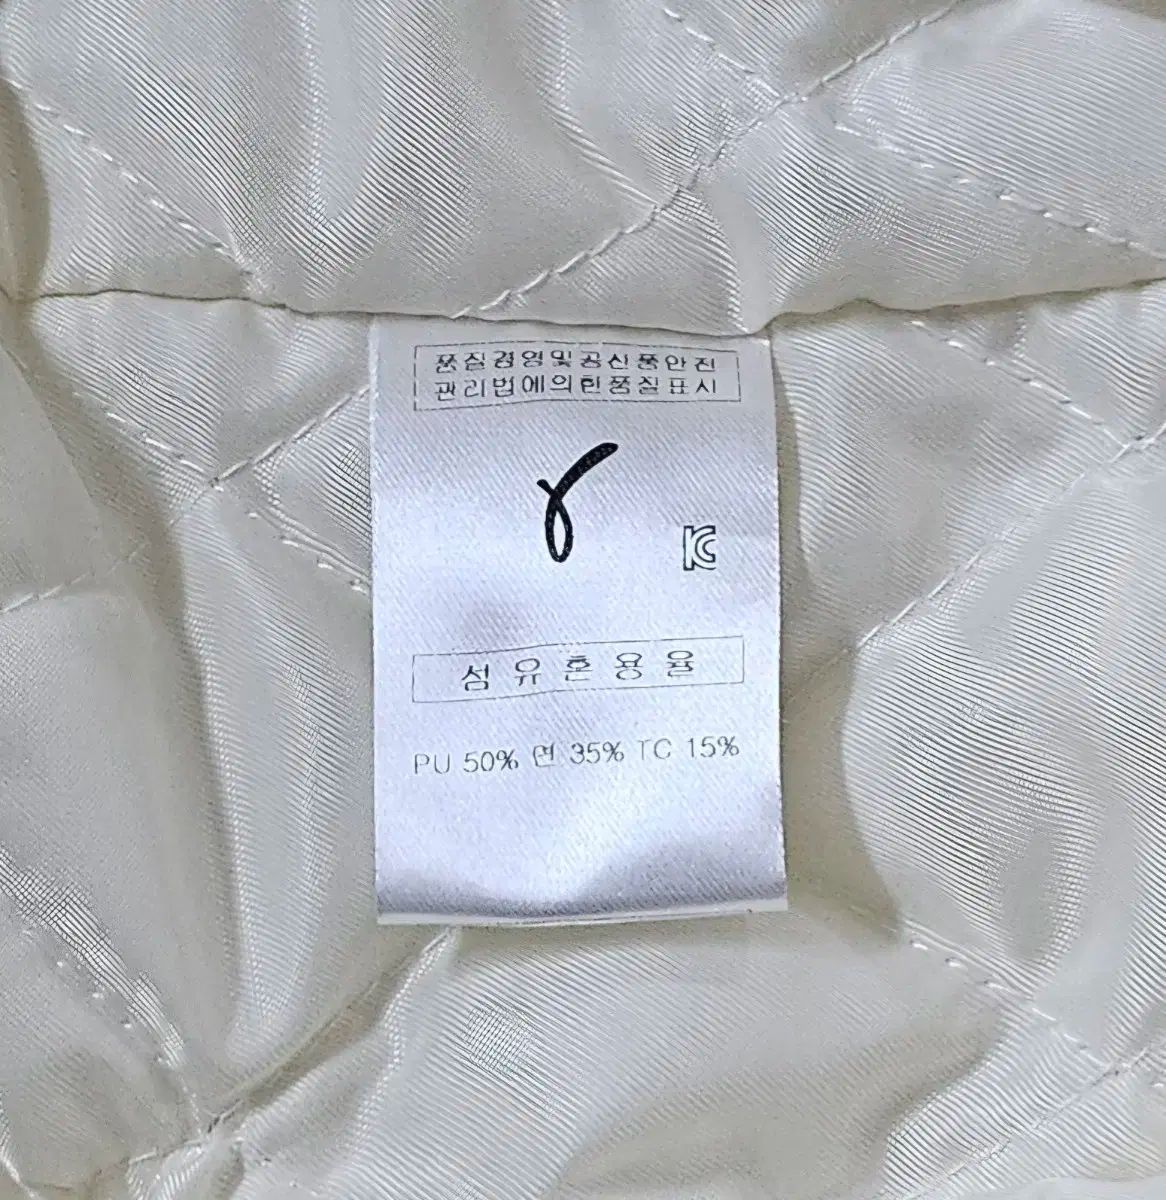 품질경영및공산품안전
관리법에의한품질표시
KC
섬유혼용율
PU 50% 면 35% TC 15%